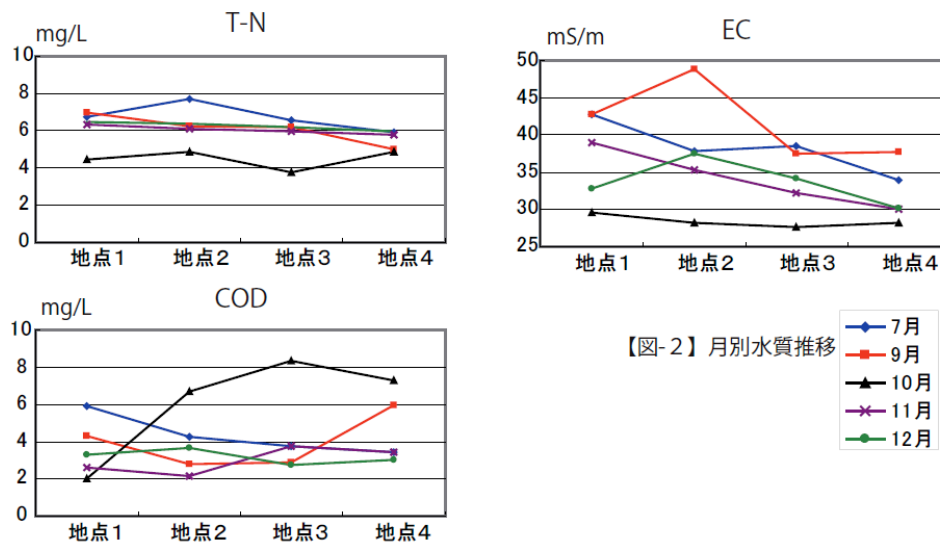 T-N
mg/L
10
8
6
4
2
0
地点1 地点2 地点3 地点4
EC
mS/m
50
45
40
35
30
25
地点1 地点2 地点3 地点4
COD
mg/L
10
8
6
4
2
0
地点1 地点2 地点3 地点4
【図-2】月別水質推移
7月
9月
10月
11月
12月